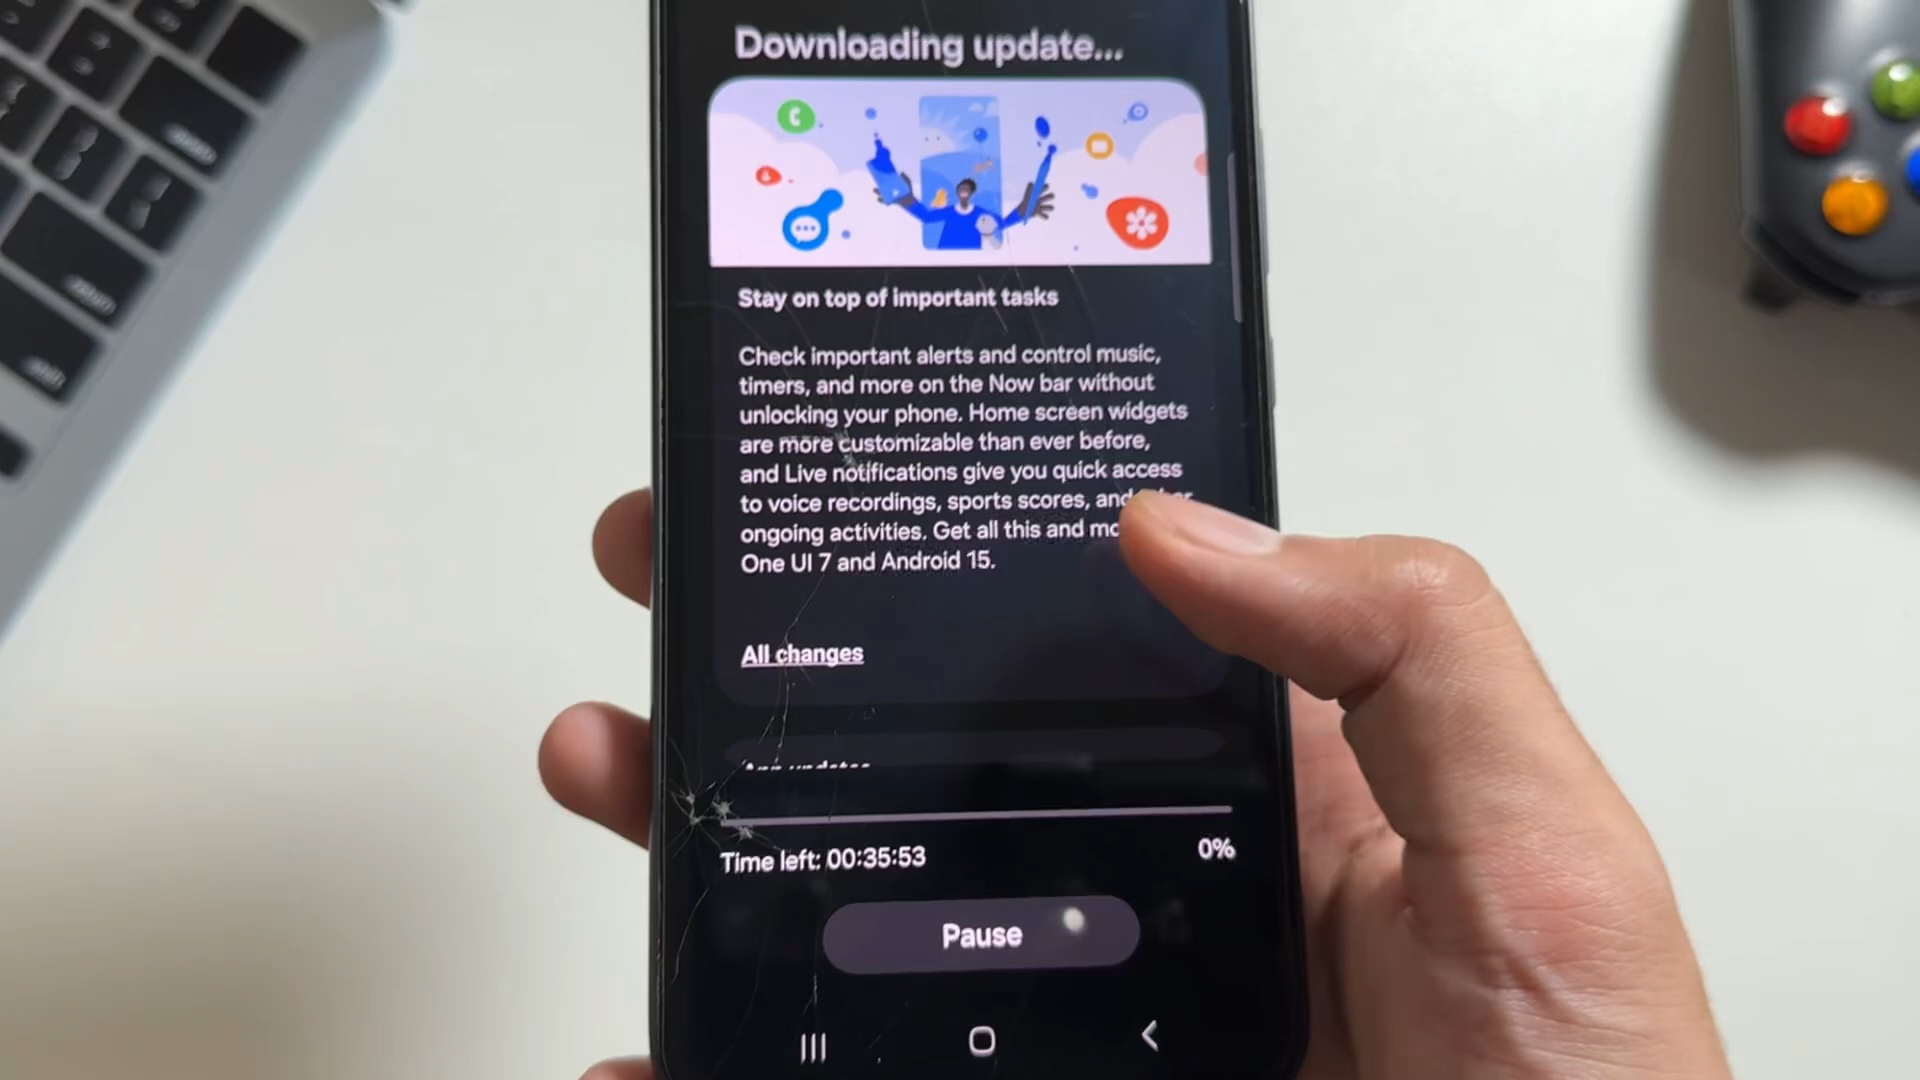 Downloading update...
Stay on top of important tasks
Check important alerts and control music,
timers, and more on the Now bar without
unlocking your phone. Home screen widgets
are more customizable than ever before,
and Live notifications give you quick access
to voice recordings, sports scores, and
ongoing activities. Get all this and
One UI 7 and Android 15.
All changes
Time left: 00:35:53
0%
Pause